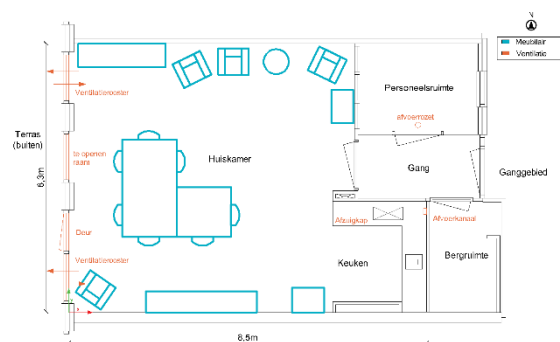 N
Meubilair
Ventilatie
Ventilatierooster
Personeelsruimte
afvoerrozet
Terras
(buiten)
6,3m
te openen
raam
Huiskamer
Gang
Ganggebied
Deur
Afzuigkap
Afvoerkanaal
Ventilatierooster
Keuken
Bergruimte
8,5m